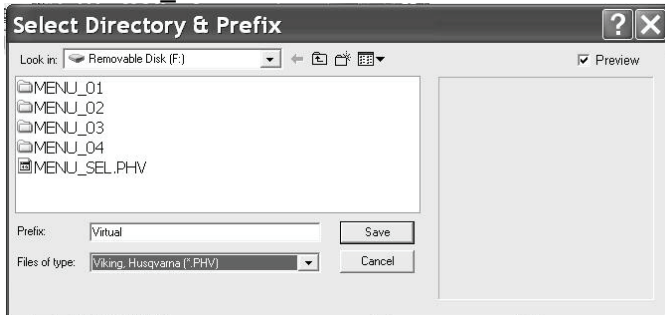 Select Directory & Prefix
Look in: Removable Disk (F:)
Preview
MENU_01
MENU_02
MENU_03
MENU_04
MENU_SEL.PHV
Prefix: Virtual
Save
Files of type: Viking, Husqvarna (*.PHV)
Cancel